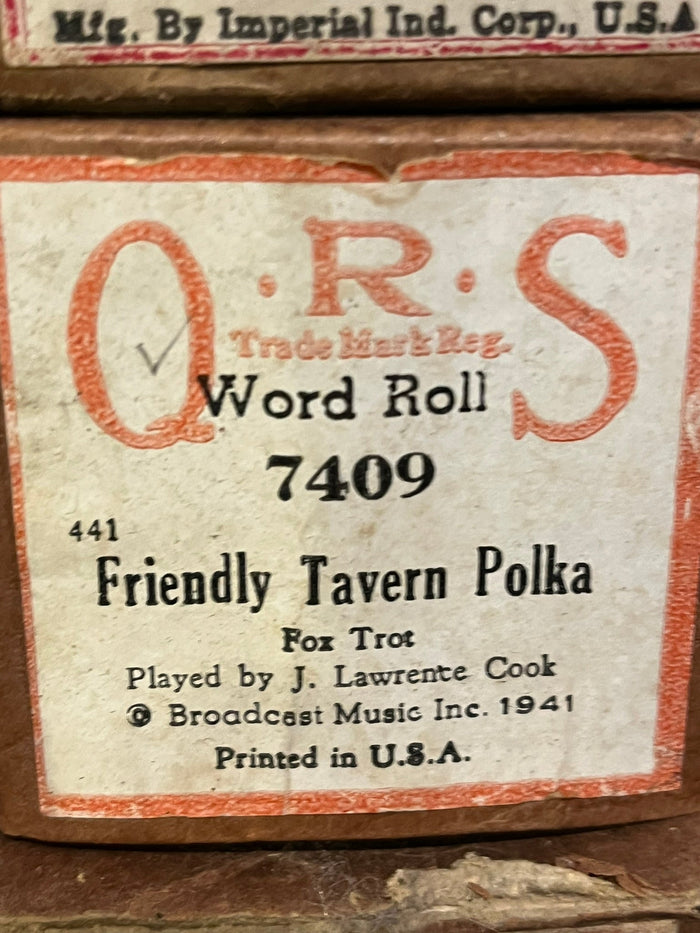 Mfg. By Imperial Ind. Corp., U.S.A
Q·R·S
Trade Mark Reg.
Word Roll
7409
441
Friendly Tavern Polka
Fox Trot
Played by J. Lawrence Cook
© Broadcast Music Inc. 1941
Printed in U.S.A.